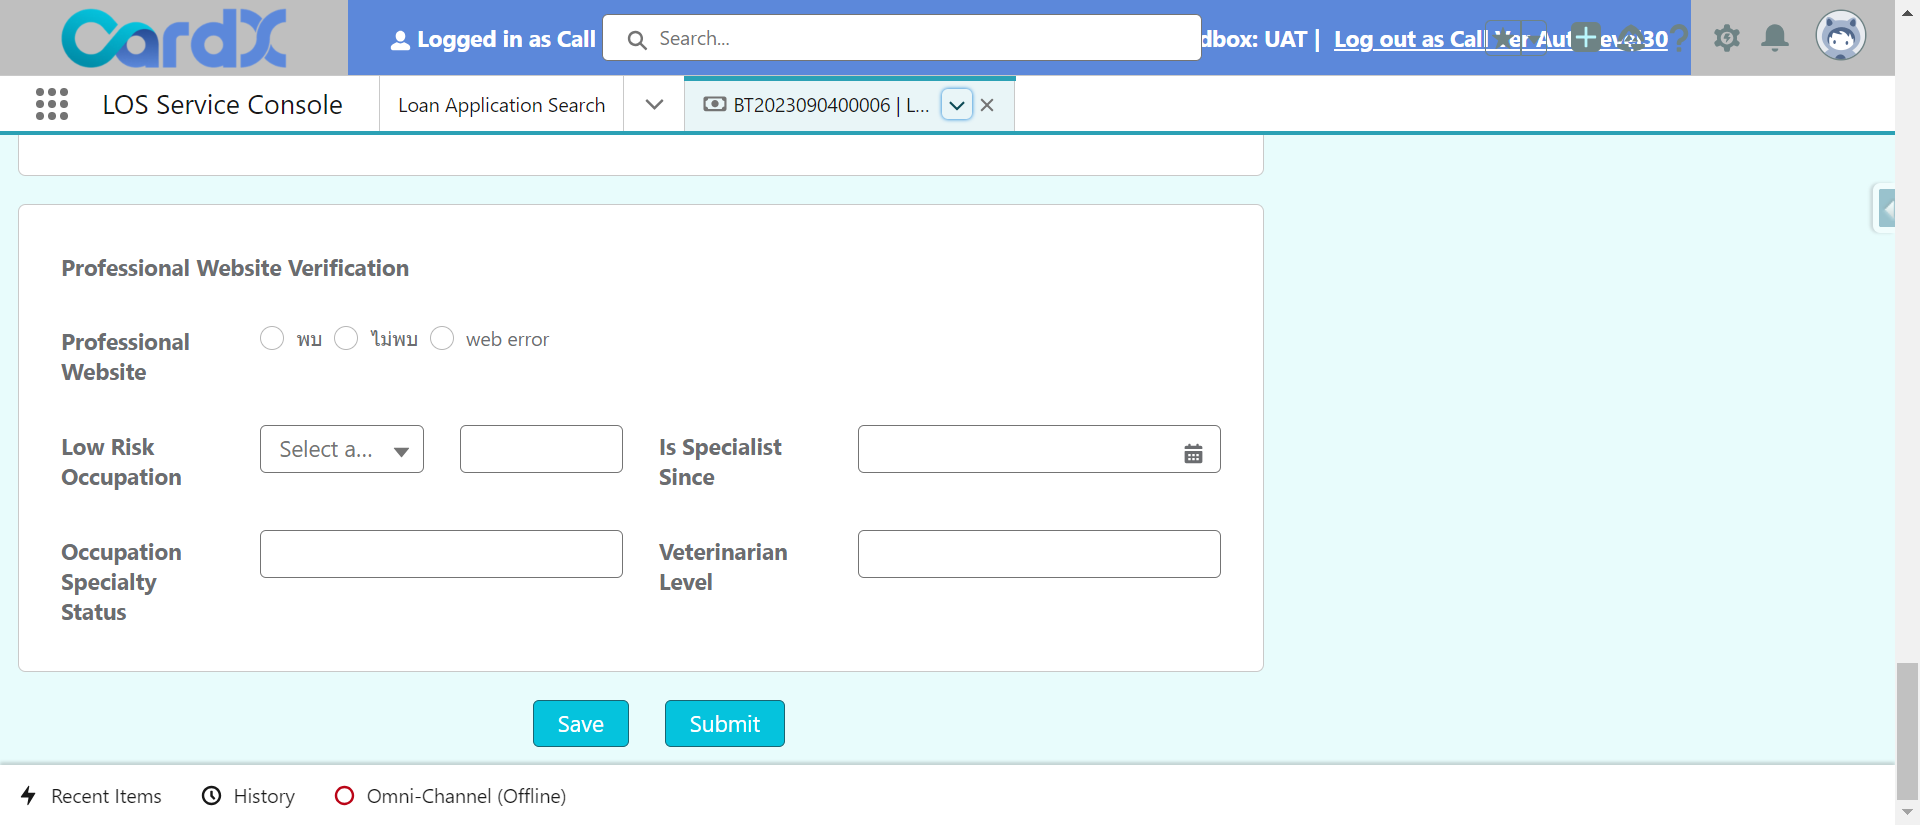 CardX
Logged in as Call
Search...
dbox: UAT |
Log out as Call Ver Aut
LOS Service Console
Loan Application Search
BT2023090400006 | L...
Professional Website Verification
Professional Website
พบ
ไม่พบ
web error
Low Risk Occupation
Select a...
Is Specialist Since
Occupation Specialty Status
Veterinarian Level
Save
Submit
Recent Items
History
Omni-Channel (Offline)